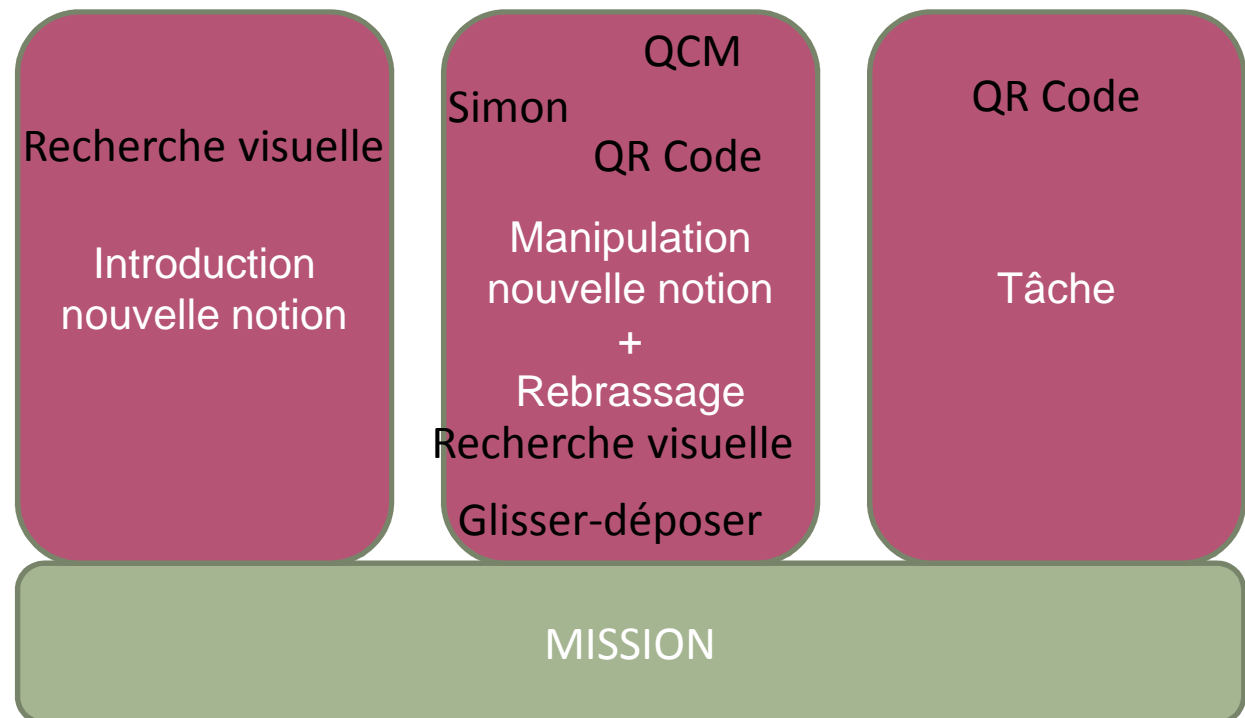 Recherche visuelle
Introduction
nouvelle notion
QCM
Simon
QR Code
Manipulation
nouvelle notion
+
Rebrassage
Recherche visuelle
Glisser-déposer
QR Code
Tâche
MISSION